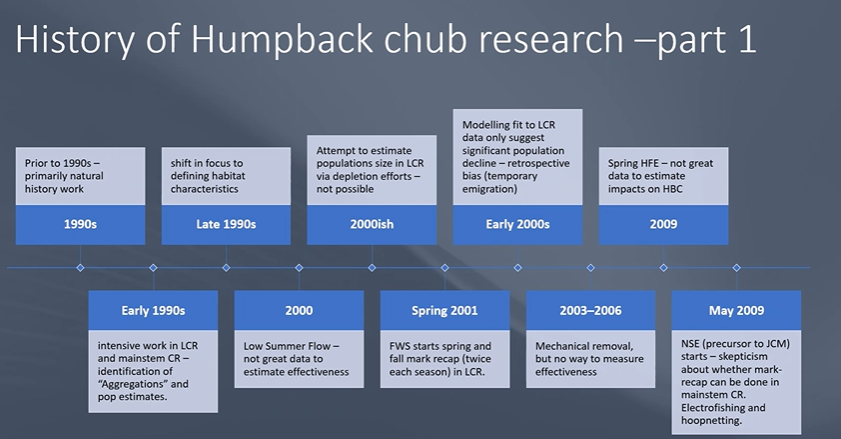 History of Humpback chub research –part 1
Prior to 1990s –
primarily natural
history work
1990s
Early 1990s
intensive work in LCR
and mainstem CR –
identification of
“Aggregations” and
pop estimates.
shift in focus to
defining habitat
characteristics
Late 1990s
2000
Low Summer Flow –
not great data to
estimate effectiveness
Attempt to estimate
populations size in LCR
via depletion efforts –
not possible
2000ish
Spring 2001
FWS starts spring and
fall mark recap (twice
each season) in LCR.
Modelling fit to LCR
data only suggest
significant population
decline – retrospective
bias (temporary
emigration)
Early 2000s
2003–2006
Mechanical removal,
but no way to measure
effectiveness
Spring HFE – not great
data to estimate
impacts on HBC
2009
May 2009
NSE (precursor to JCM)
starts – skepticism
about whether mark-
recap can be done in
mainstem CR.
Electrofishing and
hoopnetting.